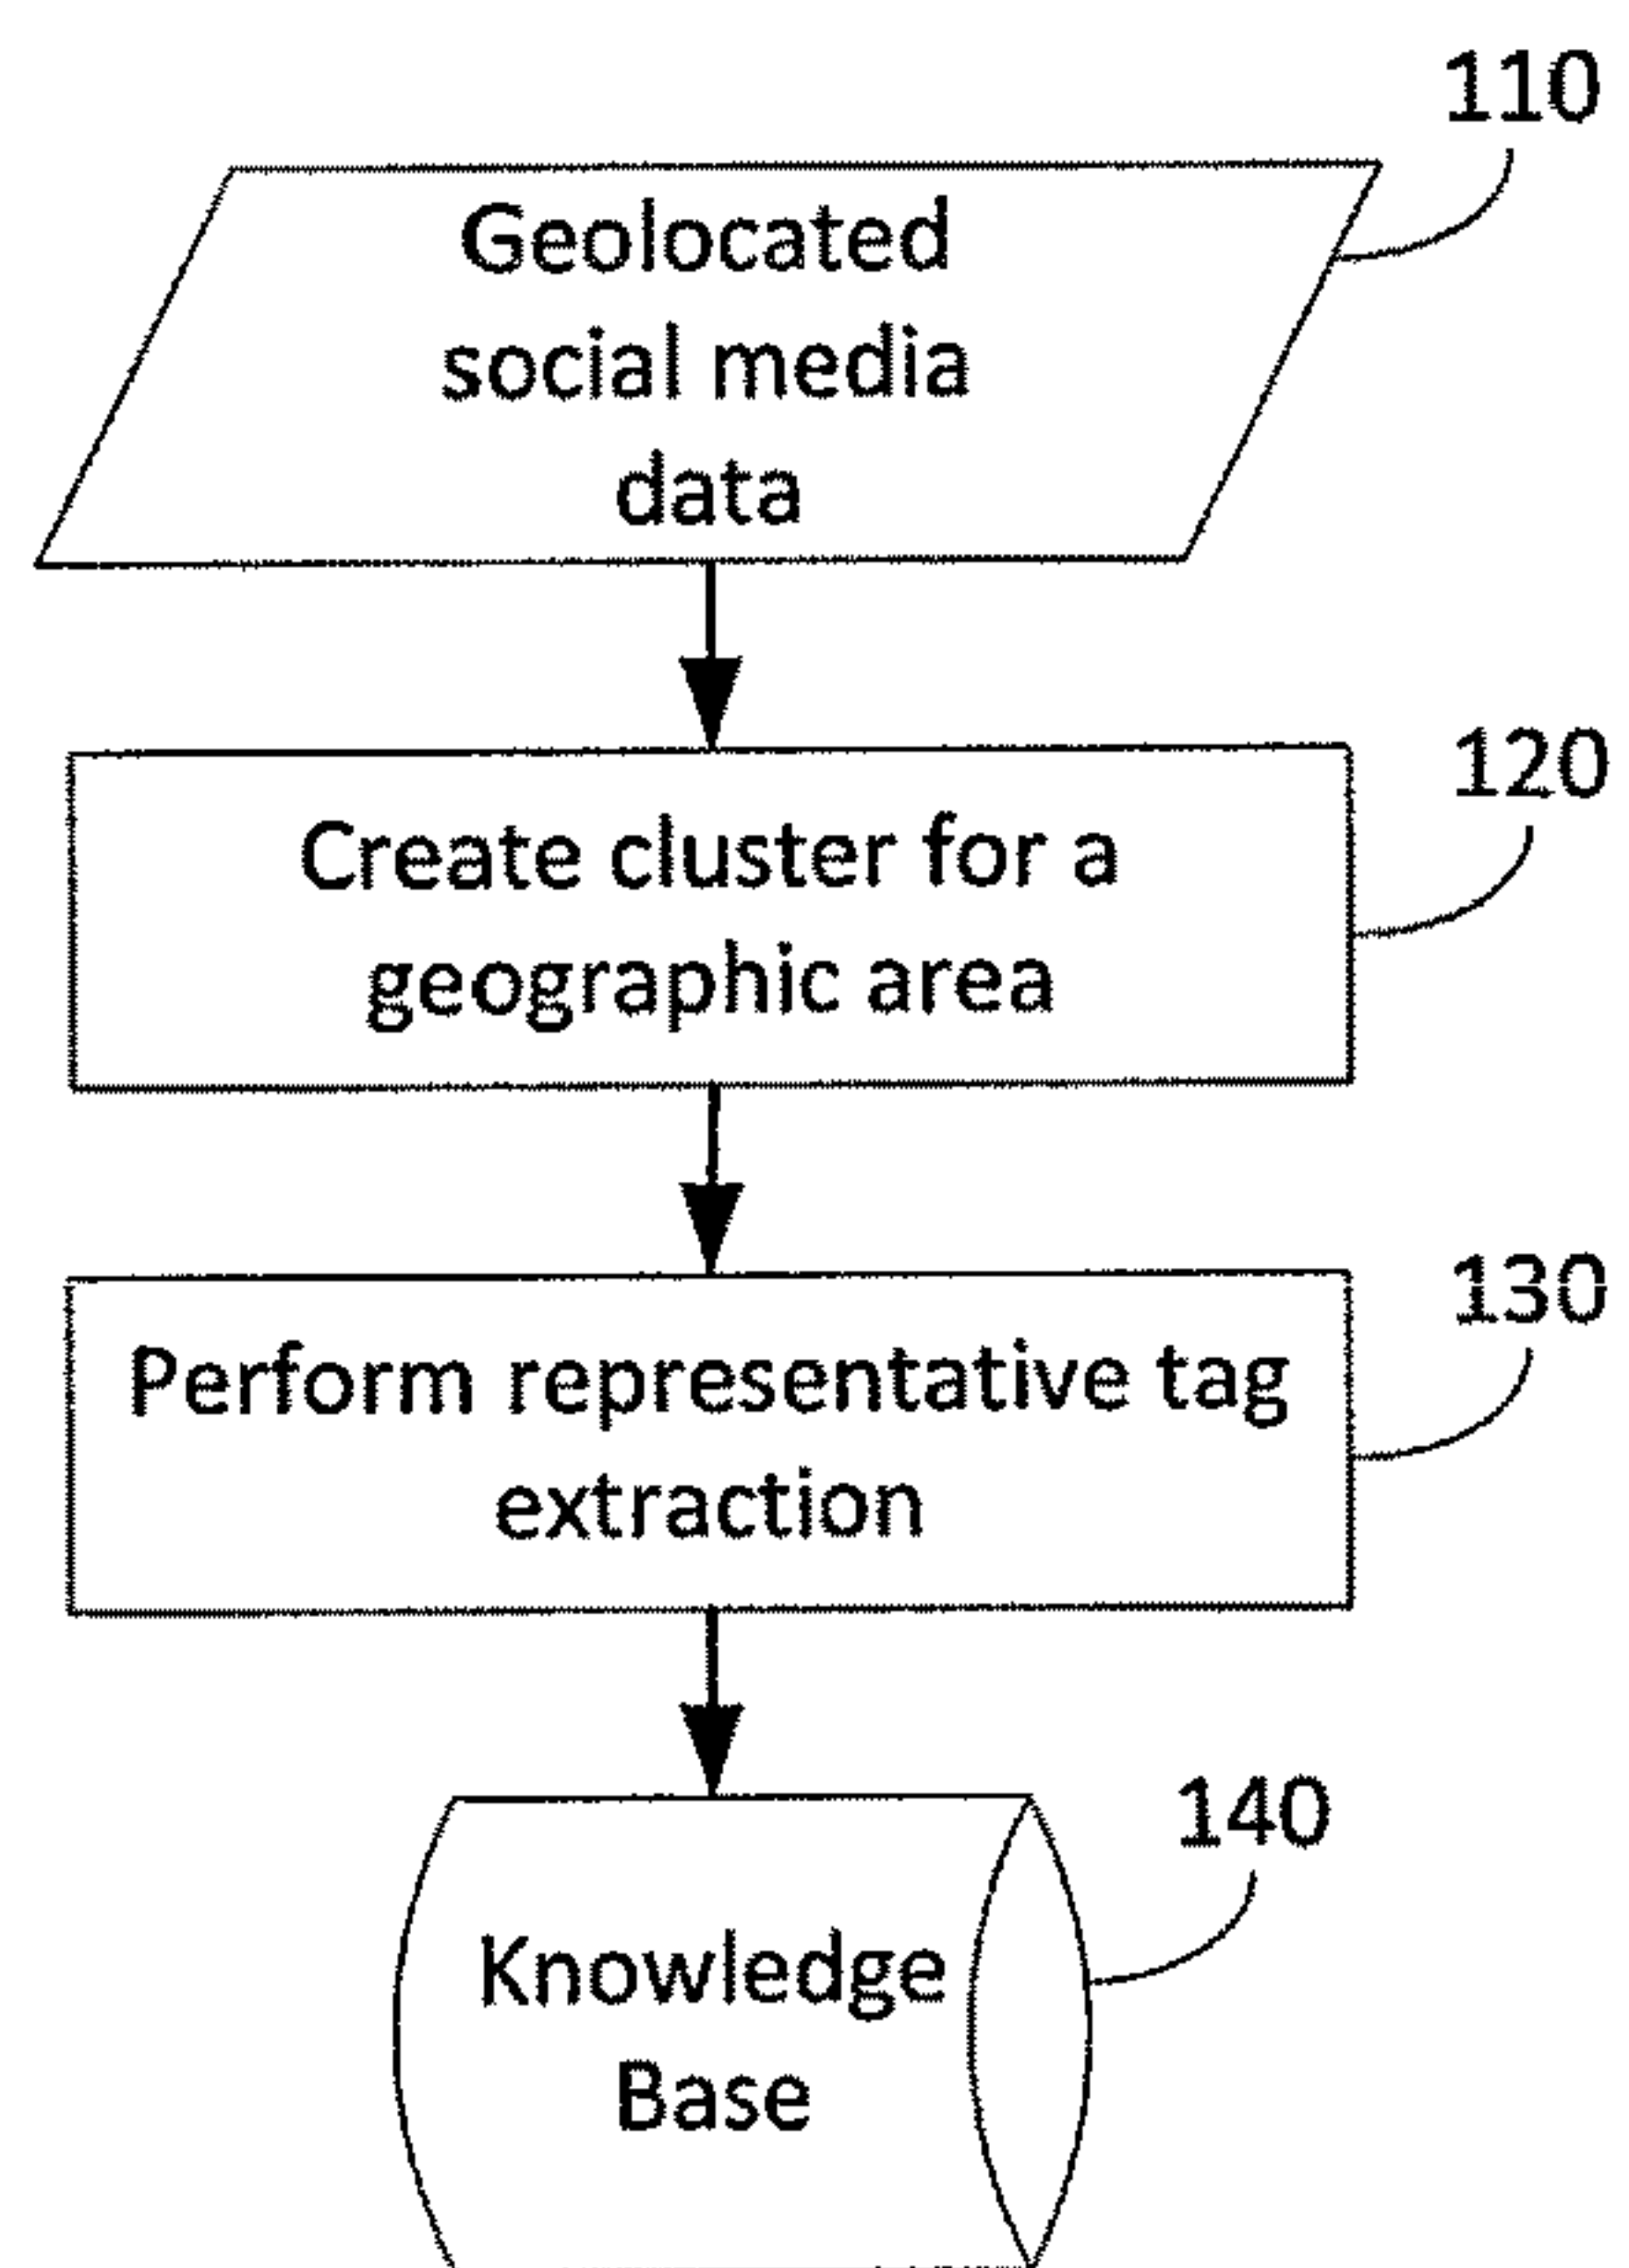 110
Geolocated
social media
data
120
Create cluster for a
geographic area
130
Perform representative tag
extraction
140
Knowledge
Base